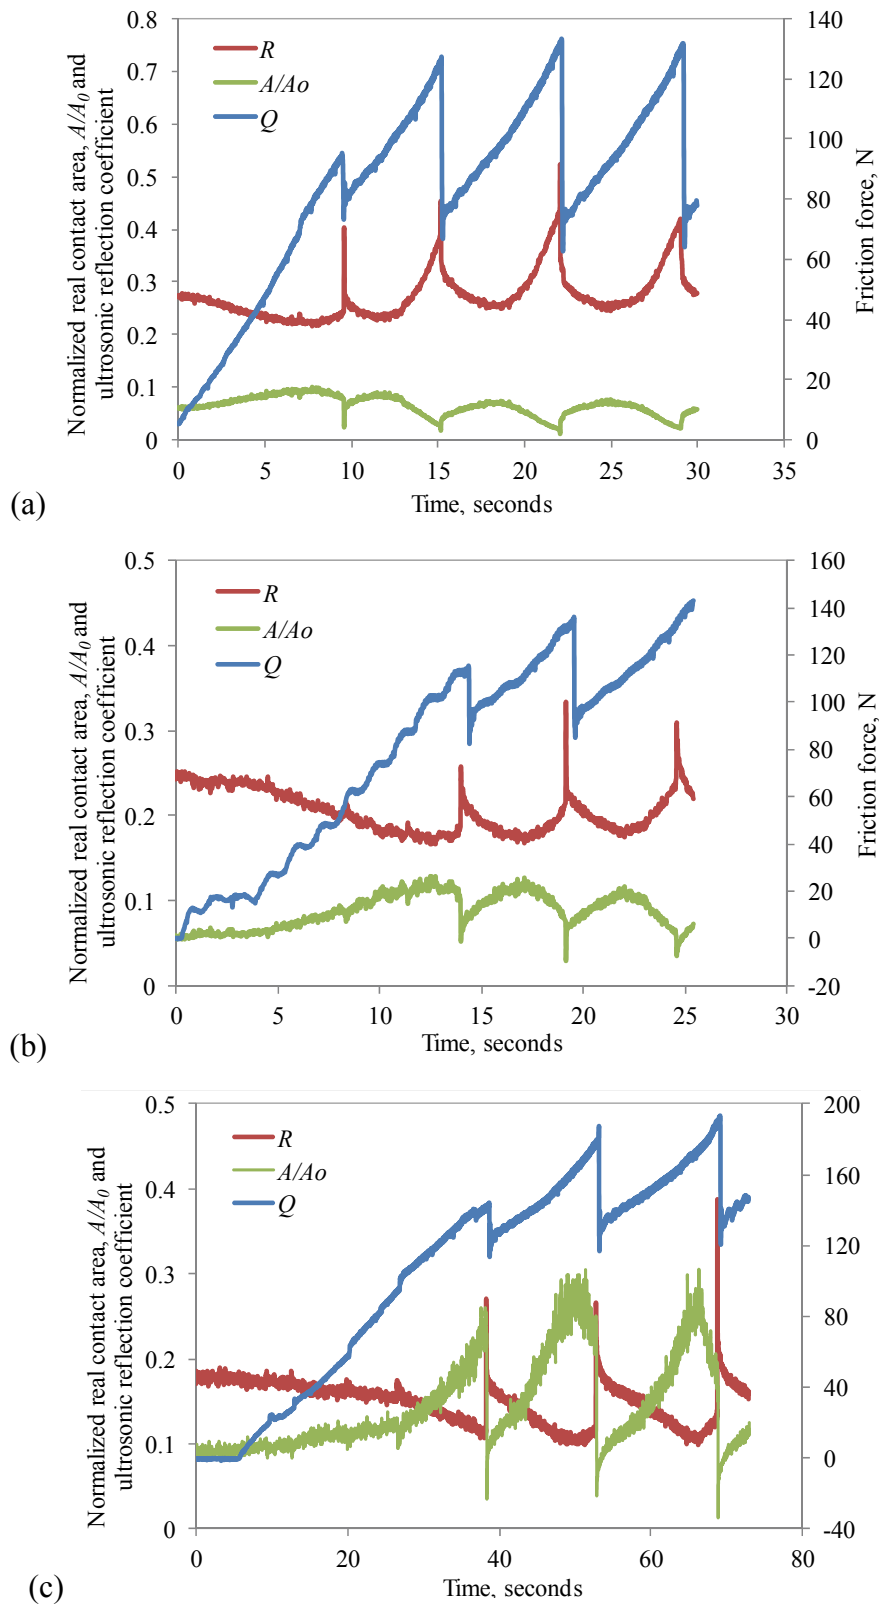 0.8
0.7
0.6
0.5
0.4
0.3
0.2
0.1
0
Normalized real contact area, A/A0 and
ultrosonic reflection coefficient
R
A/Ao
Q
140
120
100
80
60
40
20
0
Friction force, N
0 5 10 15 20 25 30 35
Time, seconds
(a)
0.5
0.4
0.3
0.2
0.1
0
Normalized real contact area, A/A0 and
ultrosonic reflection coefficient
R
A/Ao
Q
160
140
120
100
80
60
40
20
0
-20
Friction force, N
0 5 10 15 20 25 30
Time, seconds
(b)
0.5
0.4
0.3
0.2
0.1
0
Normalized real contact area, A/A0 and
ultrosonic reflection coefficient
R
A/Ao
Q
200
160
120
80
40
0
-40
0 20 40 60 80
Time, seconds
(c)